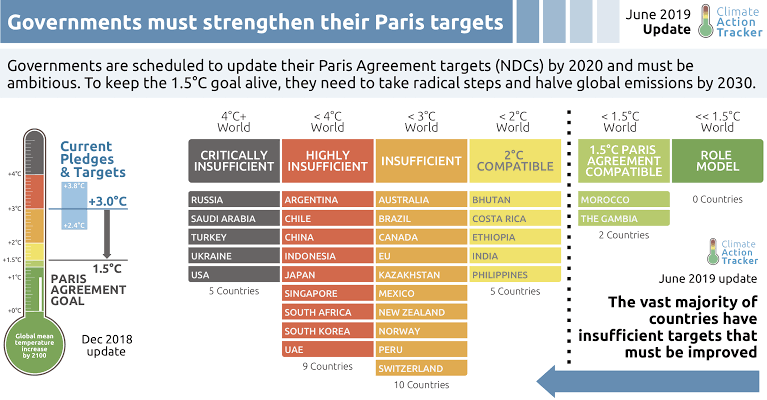 Governments must strengthen their Paris targets
June 2019
Update
Climate
Action
Tracker
Governments are scheduled to update their Paris Agreement targets (NDCs) by 2020 and must be
ambitious. To keep the 1.5°C goal alive, they need to take radical steps and halve global emissions by 2030.
Current
Pledges
& Targets
+3.8°C
+3.0°C
+2.4°C
1.5°C
PARIS
AGREEMENT
GOAL
+4°C
+3°C
+2°C
+1.5°C
+1°C
+0°C
Global mean
temperature
increase
by 2100
Dec 2018
update
4°C+
World
CRITICALLY
INSUFFICIENT
RUSSIA
SAUDI ARABIA
TURKEY
UKRAINE
USA
5 Countries
< 4°C
World
HIGHLY
INSUFFICIENT
ARGENTINA
CHILE
CHINA
INDONESIA
JAPAN
SINGAPORE
SOUTH AFRICA
SOUTH KOREA
UAE
9 Countries
< 3°C
World
INSUFFICIENT
AUSTRALIA
BRAZIL
CANADA
EU
KAZAKHSTAN
MEXICO
NEW ZEALAND
NORWAY
PERU
SWITZERLAND
10 Countries
< 2°C
World
2°C
COMPATIBLE
BHUTAN
COSTA RICA
ETHIOPIA
INDIA
PHILIPPINES
5 Countries
< 1.5°C
World
1.5°C PARIS
AGREEMENT
COMPATIBLE
MOROCCO
THE GAMBIA
2 Countries
<< 1.5°C
World
ROLE
MODEL
0 Countries
Climate
Action
Tracker
June 2019 update
The vast majority of
countries have
insufficient targets that
must be improved